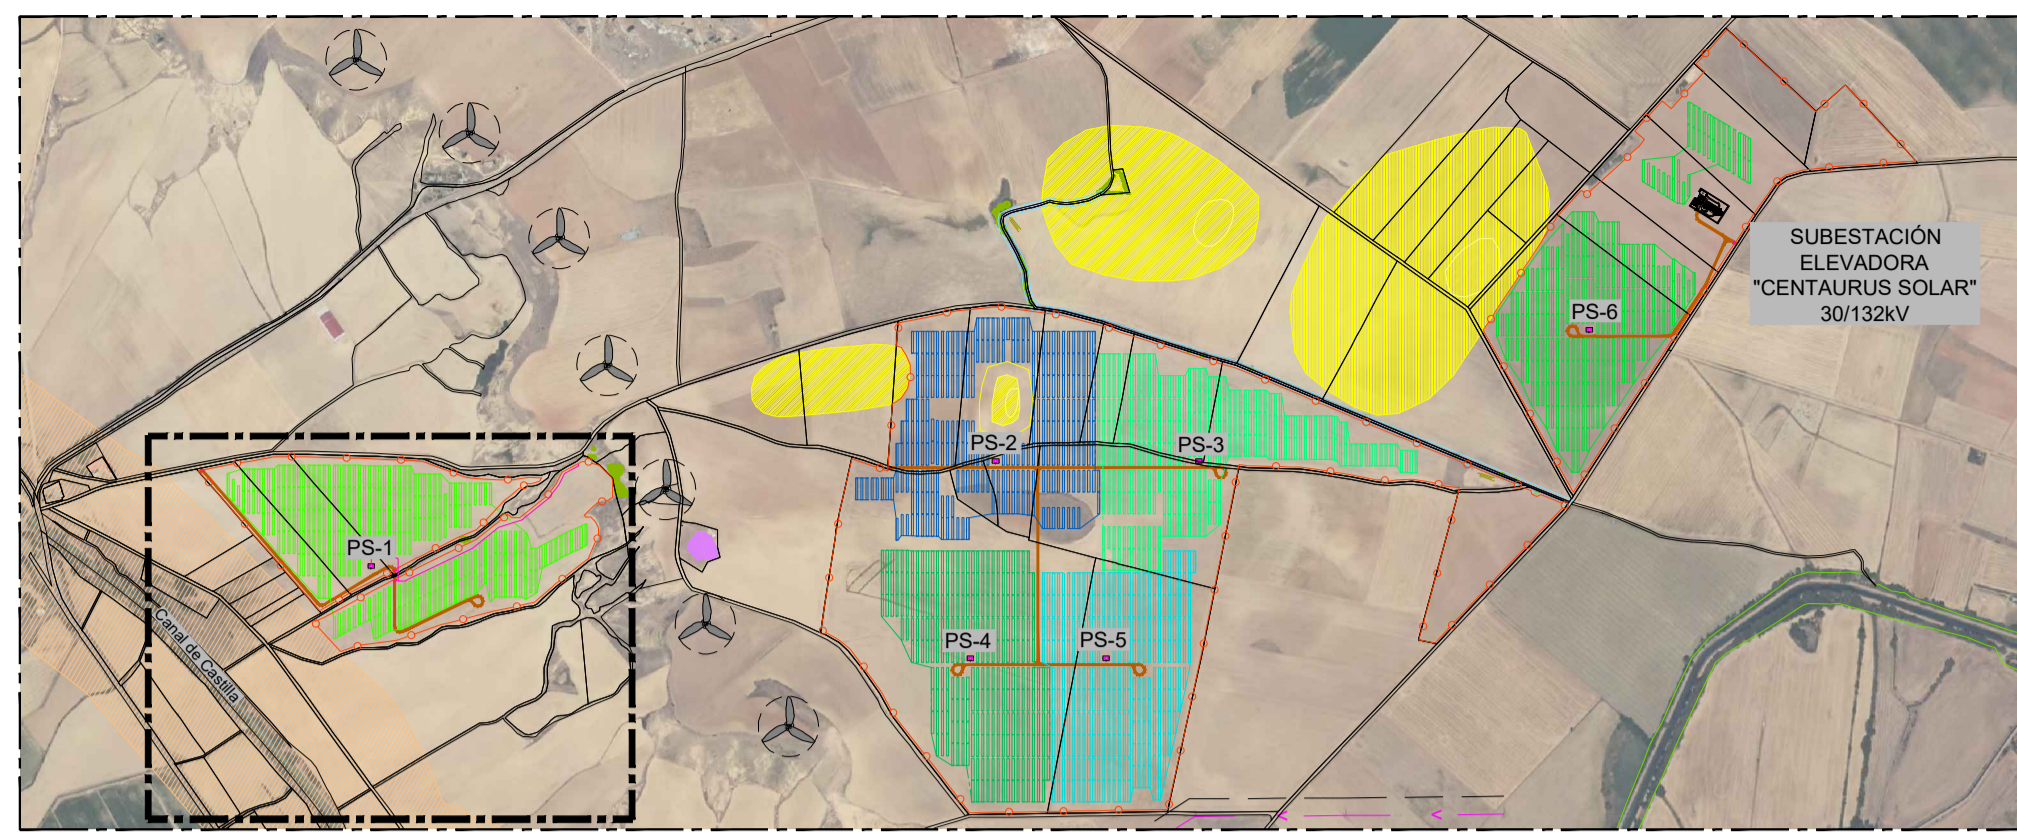 SUBESTACIÓN
ELEVADORA
"CENTAURUS SOLAR"
30/132kV
PS-6
PS-2
PS-3
PS-1
Canal de Castilla
PS-4
PS-5